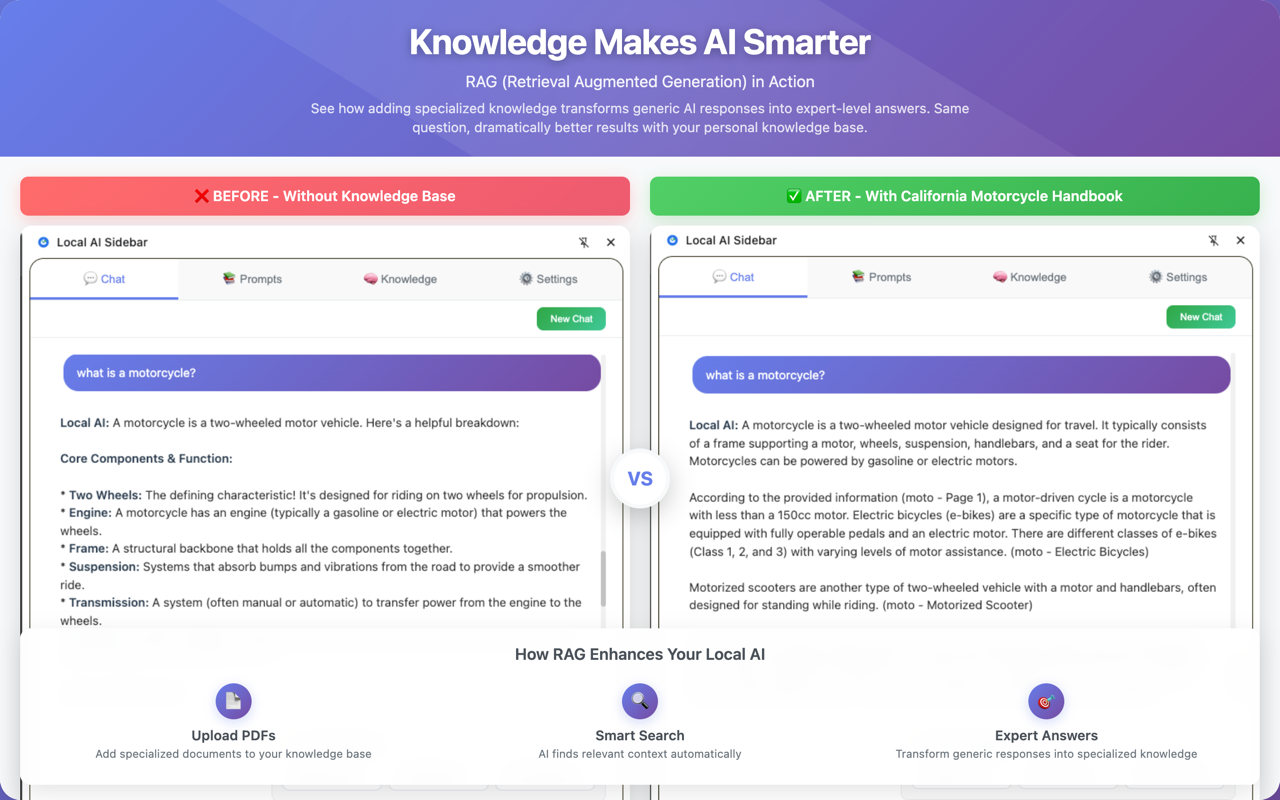 Knowledge Makes AI Smarter
RAG (Retrieval Augmented Generation) in Action
See how adding specialized knowledge transforms generic AI responses into expert-level answers. Same
question, dramatically better results with your personal knowledge base.
❌ BEFORE - Without Knowledge Base
Local AI Sidebar
💬 Chat
📚 Prompts
🧠 Knowledge
⚙️ Settings
New Chat
what is a motorcycle?
Local AI: A motorcycle is a two-wheeled motor vehicle. Here's a helpful breakdown:
Core Components & Function:
* Two Wheels: The defining characteristic! It's designed for riding on two wheels for propulsion.
* Engine: A motorcycle has an engine (typically a gasoline or electric motor) that powers the
wheels.
* Frame: A structural backbone that holds all the components together.
* Suspension: Systems that absorb bumps and vibrations from the road to provide a smoother
ride.
* Transmission: A system (often manual or automatic) to transfer power from the engine to the
wheels.
VS
✅ AFTER - With California Motorcycle Handbook
Local AI Sidebar
💬 Chat
📚 Prompts
🧠 Knowledge
⚙️ Settings
New Chat
what is a motorcycle?
Local AI: A motorcycle is a two-wheeled motor vehicle designed for travel. It typically consists
of a frame supporting a motor, wheels, suspension, handlebars, and a seat for the rider.
Motorcycles can be powered by gasoline or electric motors.
According to the provided information (moto - Page 1), a motor-driven cycle is a motorcycle
with less than a 150cc motor. Electric bicycles (e-bikes) are a specific type of motorcycle that is
equipped with fully operable pedals and an electric motor. There are different classes of e-bikes
(Class 1, 2, and 3) with varying levels of motor assistance. (moto - Electric Bicycles)
Motorized scooters are another type of two-wheeled vehicle with a motor and handlebars, often
designed for standing while riding. (moto - Motorized Scooter)
How RAG Enhances Your Local AI
Upload PDFs
Add specialized documents to your knowledge base
Smart Search
AI finds relevant context automatically
Expert Answers
Transform generic responses into specialized knowledge